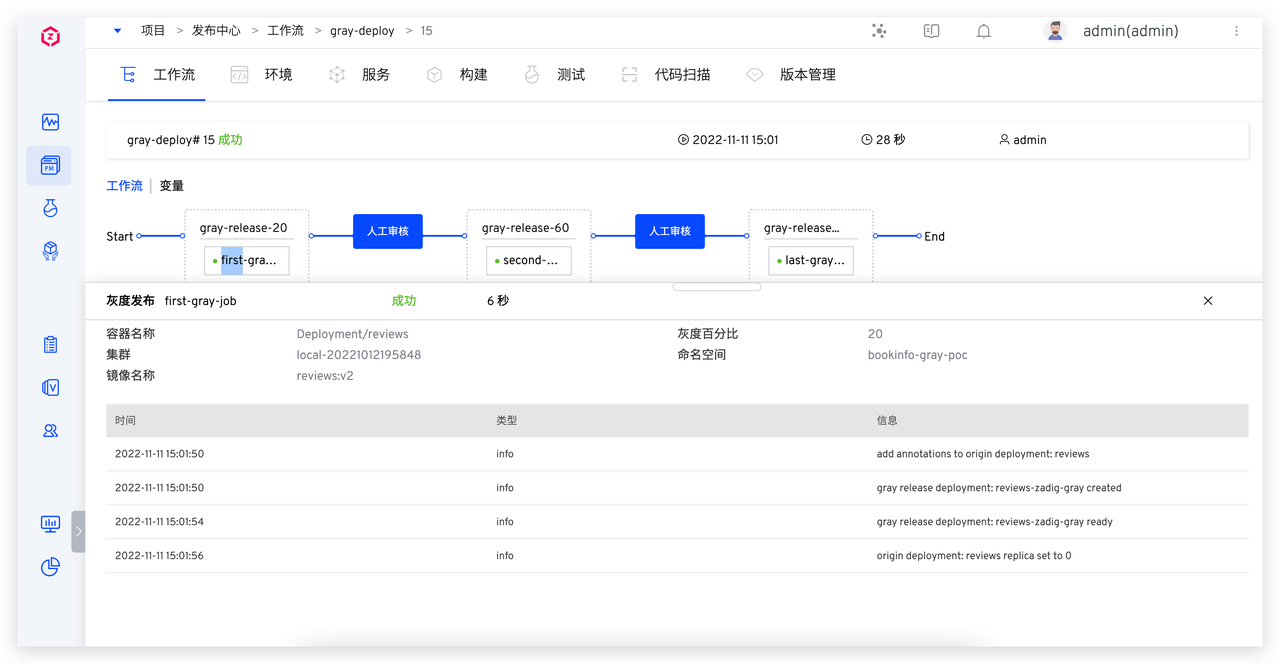 项目 > 发布中心 > 工作流 > gray-deploy > 15
admin(admin)
工作流 环境 服务 构建 测试 代码扫描 版本管理
PM
gray-deploy# 15 成功 2022-11-11 15:01 28 秒 admin
工作流 | 变量
Start gray-release-20 人工审核 gray-release-60 人工审核 gray-release... End
first-gra... second-... last-gray...
灰度发布 first-gray-job 成功 6 秒
容器名称 Deployment/reviews 灰度百分比 20
集群 local-20221012195848 命名空间 bookinfo-gray-poc
镜像名称 reviews:v2
时间 类型 信息
2022-11-11 15:01:50 info add annotations to origin deployment: reviews
2022-11-11 15:01:50 info gray release deployment: reviews-zadig-gray created
2022-11-11 15:01:54 info gray release deployment: reviews-zadig-gray ready
2022-11-11 15:01:56 info origin deployment: reviews replica set to 0